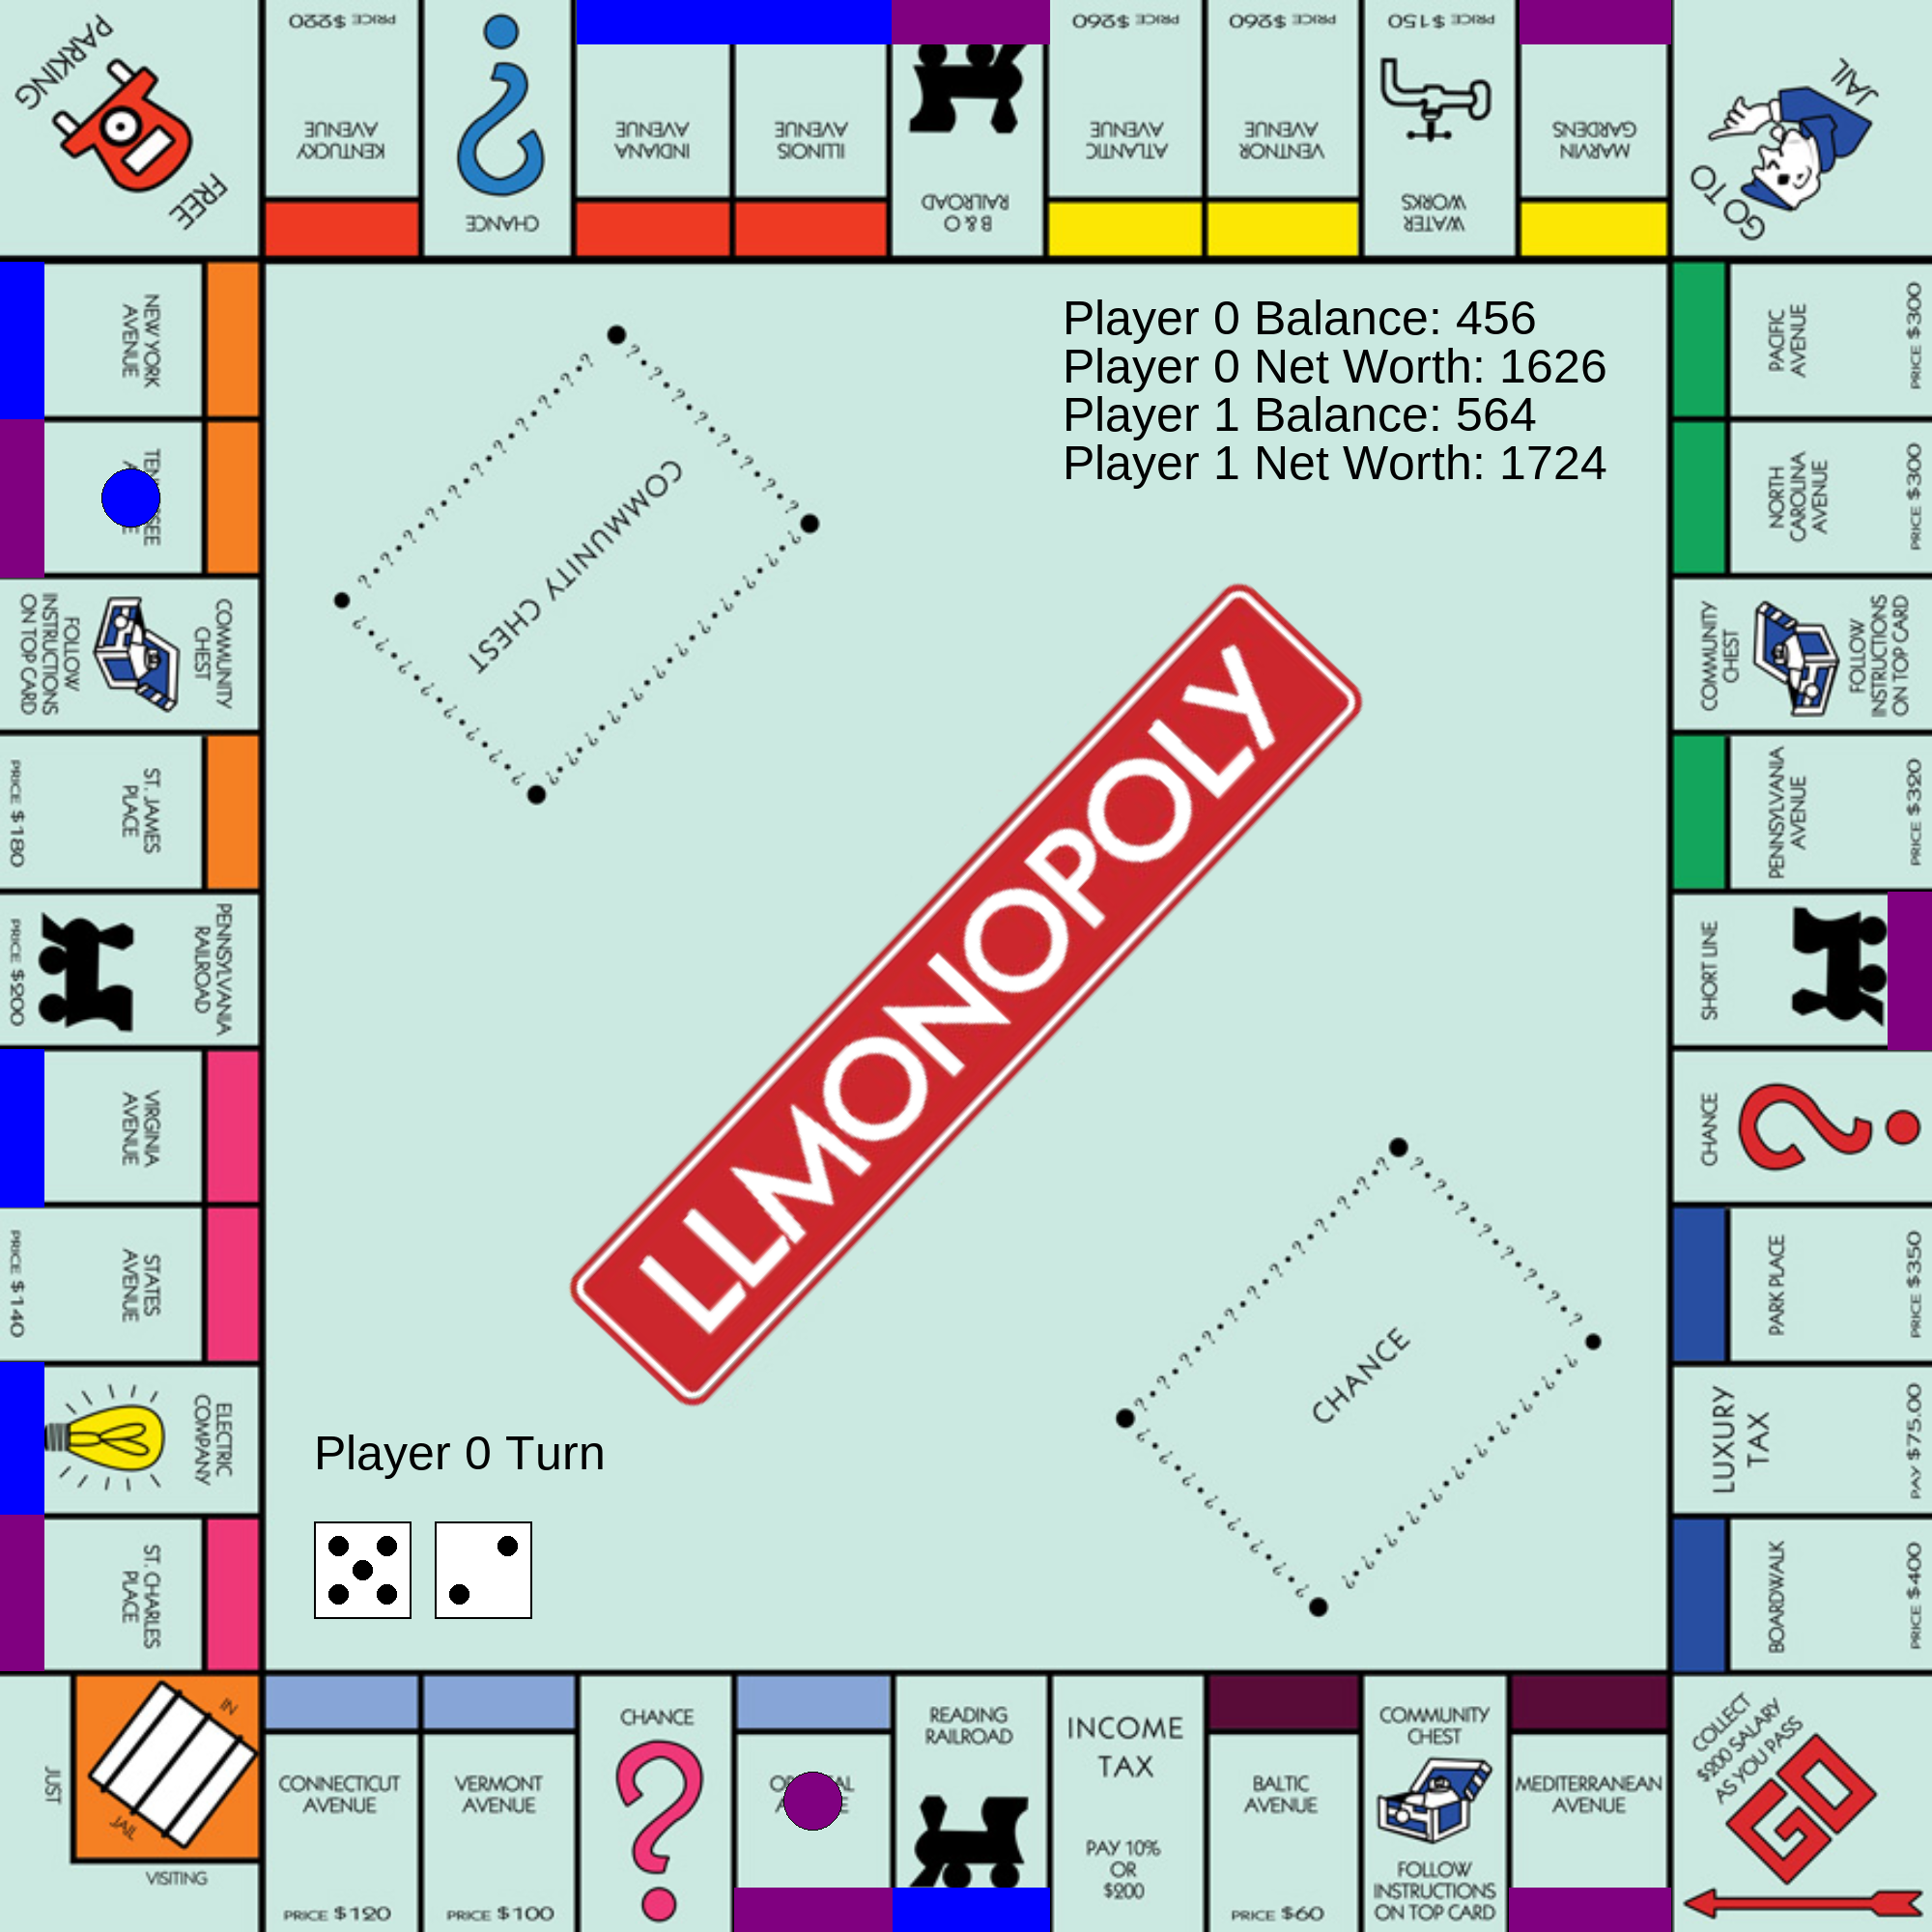 PARKING
FREE
PRICE $220
KENTUCKY
AVENUE
CHANCE
INDIANA
AVENUE
ILLINOIS
AVENUE
B & O
RAILROAD
PRICE $260
ATLANTIC
AVENUE
PRICE $260
VENTNOR
AVENUE
PRICE $150
WATER
WORKS
MARVIN
GARDENS
GO TO
JAIL
NEW YORK
AVENUE
COMMUNITY
CHEST
FOLLOW
INSTRUCTIONS
ON TOP CARD
ST. JAMES
PLACE
PRICE $180
PENNSYLVANIA
RAILROAD
PRICE $200
VIRGINIA
AVENUE
STATES
AVENUE
PRICE $140
ELECTRIC
COMPANY
ST. CHARLES
PLACE
Player 0 Balance: 456
Player 0 Net Worth: 1626
Player 1 Balance: 564
Player 1 Net Worth: 1724
COMMUNITY CHEST
LLMONOPOLY
CHANCE
Player 0 Turn
PACIFIC
AVENUE
PRICE $300
NORTH
CAROLINA
AVENUE
PRICE $300
COMMUNITY
CHEST
FOLLOW
INSTRUCTIONS
ON TOP CARD
PENNSYLVANIA
AVENUE
PRICE $320
SHORT LINE
CHANCE
PARK PLACE
PRICE $350
LUXURY
TAX
PAY $75.00
BOARDWALK
PRICE $400
JUST
VISITING
IN
JAIL
CONNECTICUT
AVENUE
PRICE $120
VERMONT
AVENUE
PRICE $100
CHANCE
READING
RAILROAD
INCOME
TAX
PAY 10%
OR
$200
BALTIC
AVENUE
PRICE $60
COMMUNITY
CHEST
FOLLOW
INSTRUCTIONS
ON TOP CARD
MEDITERRANEAN
AVENUE
COLLECT
$200 SALARY
AS YOU PASS
GO